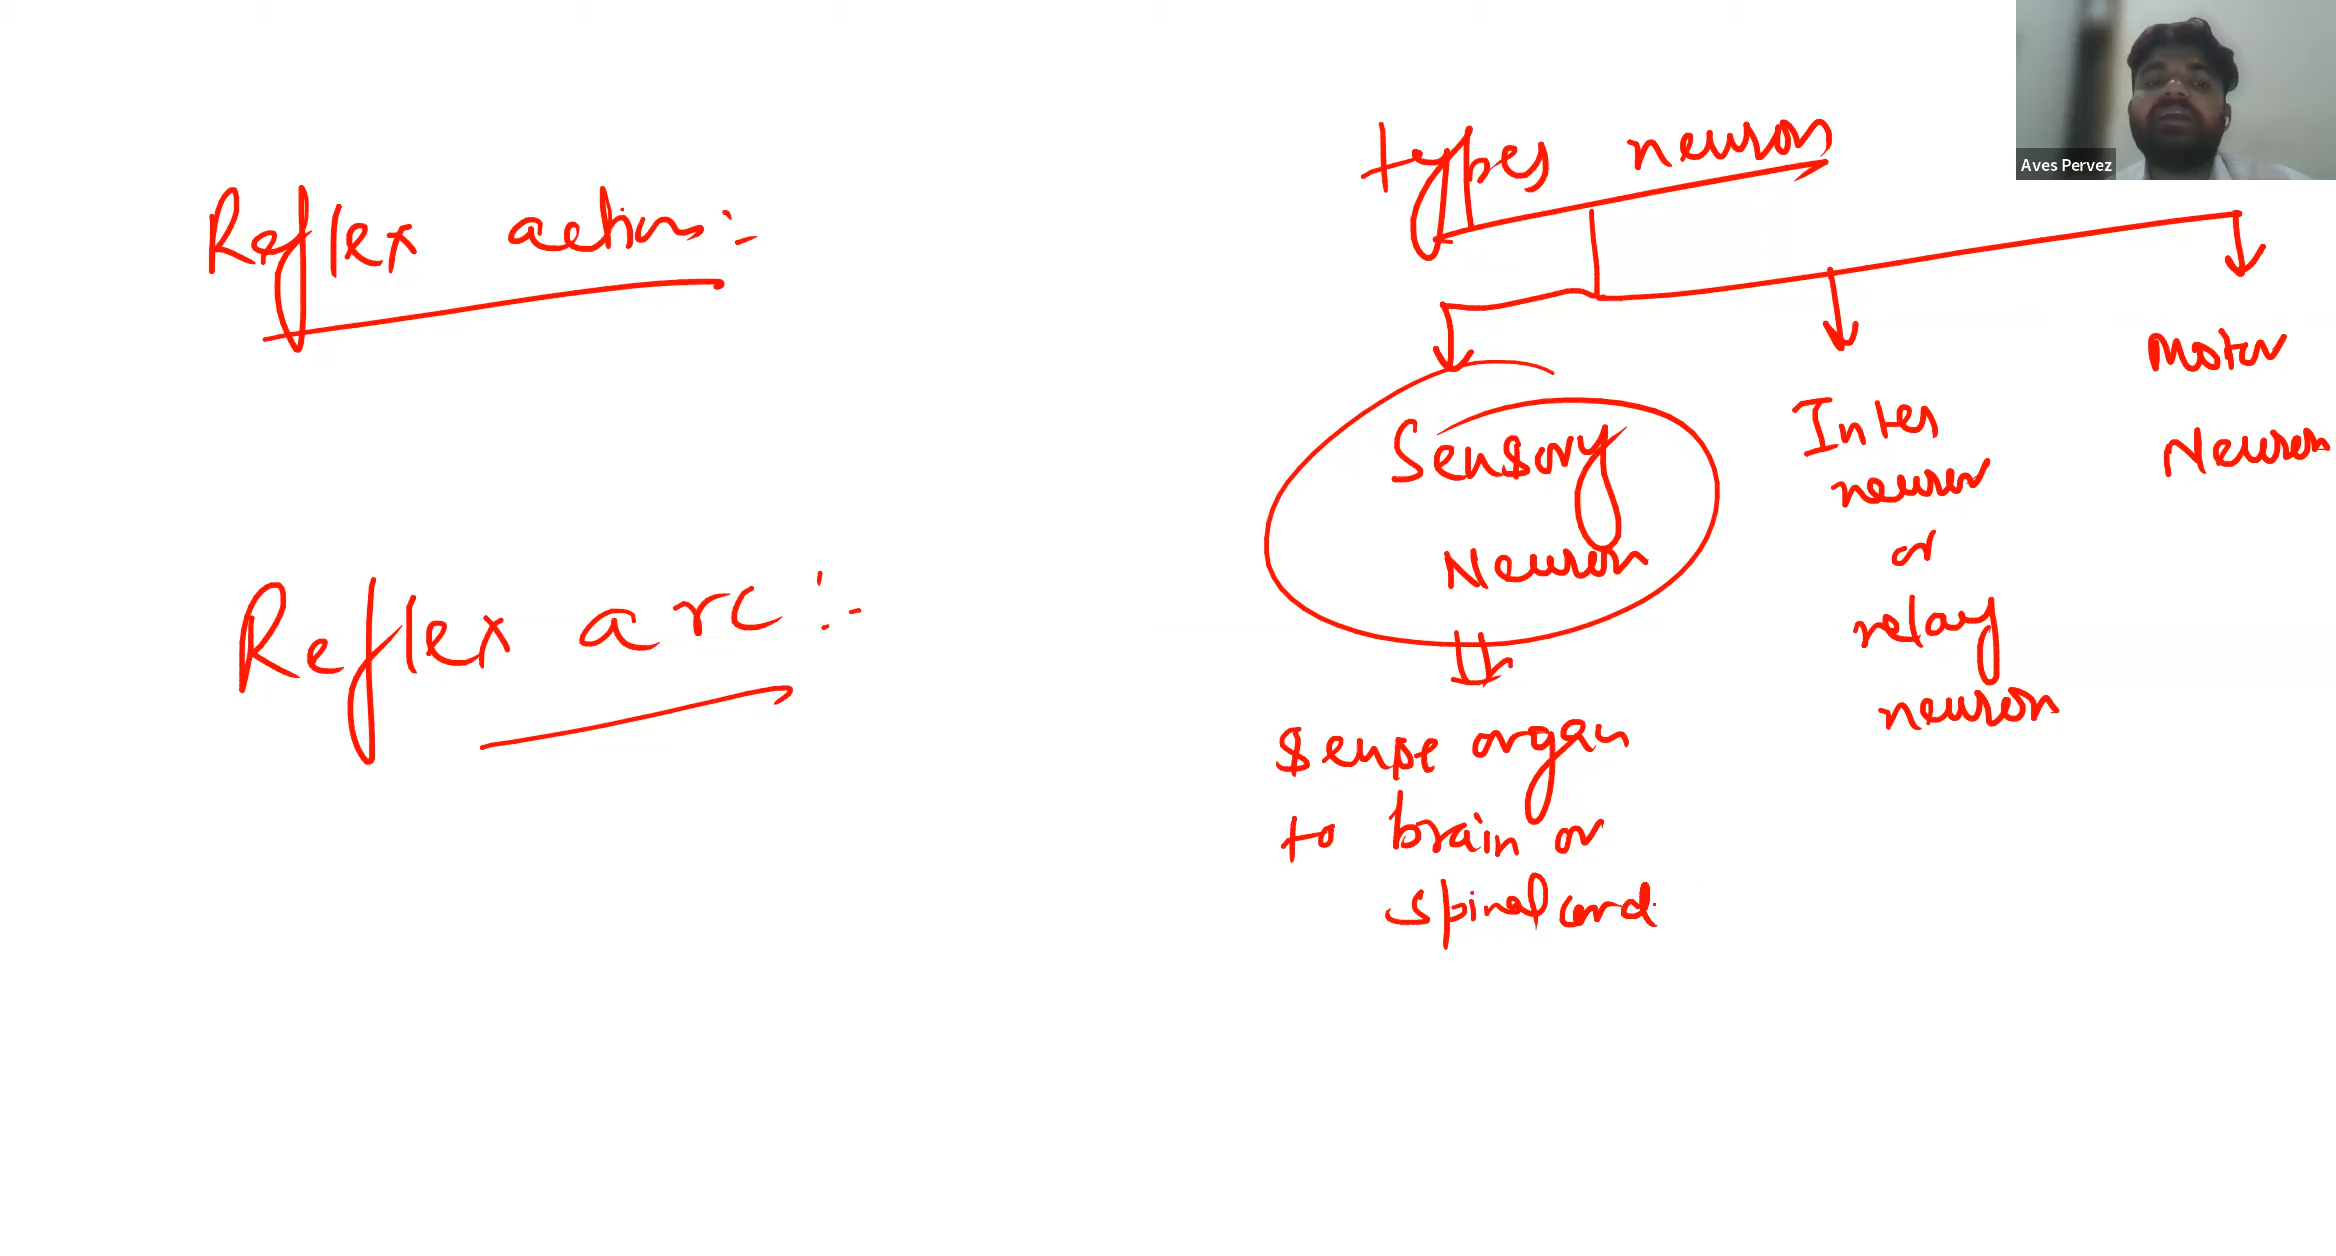 Reflex action:-
Reflex arc :-
types neuron
Sensory
Neuron
Sense organ
to brain or
spinal cord
Inter
neuron
or
relay
neuron
Motor
Neuron
Aves Pervez